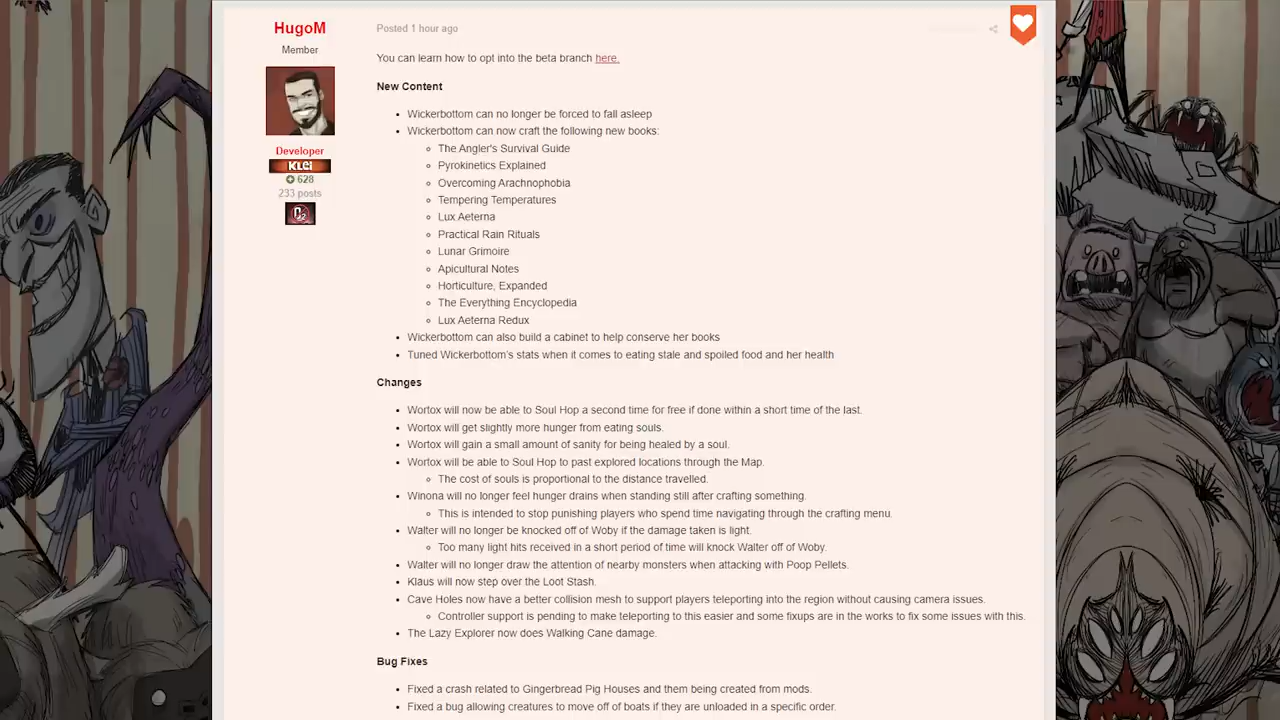 HugoM
Member
Developer
KLei
628
233 posts
Posted 1 hour ago
You can learn how to opt into the beta branch here.
New Content
Wickerbottom can no longer be forced to fall asleep
Wickerbottom can now craft the following new books:
The Angler's Survival Guide
Pyrokinetics Explained
Overcoming Arachnophobia
Tempering Temperatures
Lux Aeterna
Practical Rain Rituals
Lunar Grimoire
Apicultural Notes
Horticulture, Expanded
The Everything Encyclopedia
Lux Aeterna Redux
Wickerbottom can also build a cabinet to help conserve her books
Tuned Wickerbottom's stats when it comes to eating stale and spoiled food and her health
Changes
Wortox will now be able to Soul Hop a second time for free if done within a short time of the last.
Wortox will get slightly more hunger from eating souls.
Wortox will gain a small amount of sanity for being healed by a soul.
Wortox will be able to Soul Hop to past explored locations through the Map.
The cost of souls is proportional to the distance travelled.
Winona will no longer feel hunger drains when standing still after crafting something.
This is intended to stop punishing players who spend time navigating through the crafting menu.
Walter will no longer be knocked off of Woby if the damage taken is light.
Too many light hits received in a short period of time will knock Walter off of Woby.
Walter will no longer draw the attention of nearby monsters when attacking with Poop Pellets.
Klaus will now step over the Loot Stash.
Cave Holes now have a better collision mesh to support players teleporting into the region without causing camera issues.
Controller support is pending to make teleporting to this easier and some fixups are in the works to fix some issues with this.
The Lazy Explorer now does Walking Cane damage.
Bug Fixes
Fixed a crash related to Gingerbread Pig Houses and them being created from mods.
Fixed a bug allowing creatures to move off of boats if they are unloaded in a specific order.